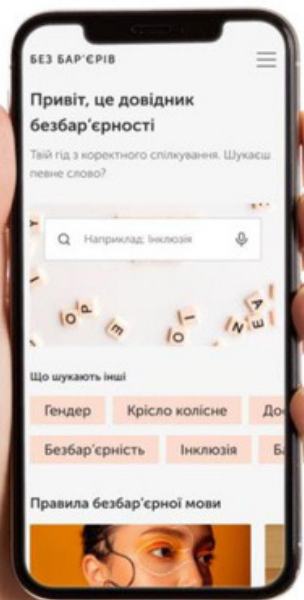 БЕЗ БАР'ЄРІВ
Привіт, це довідник
безбар'єрності
Твій гід з коректного спілкування. Шукаєш
певне слово?
Наприклад: Інклюзія
Що шукають інші
Гендер Крісло колісне
Безбар'єрність Інклюзія
Правила безбар'єрної мови